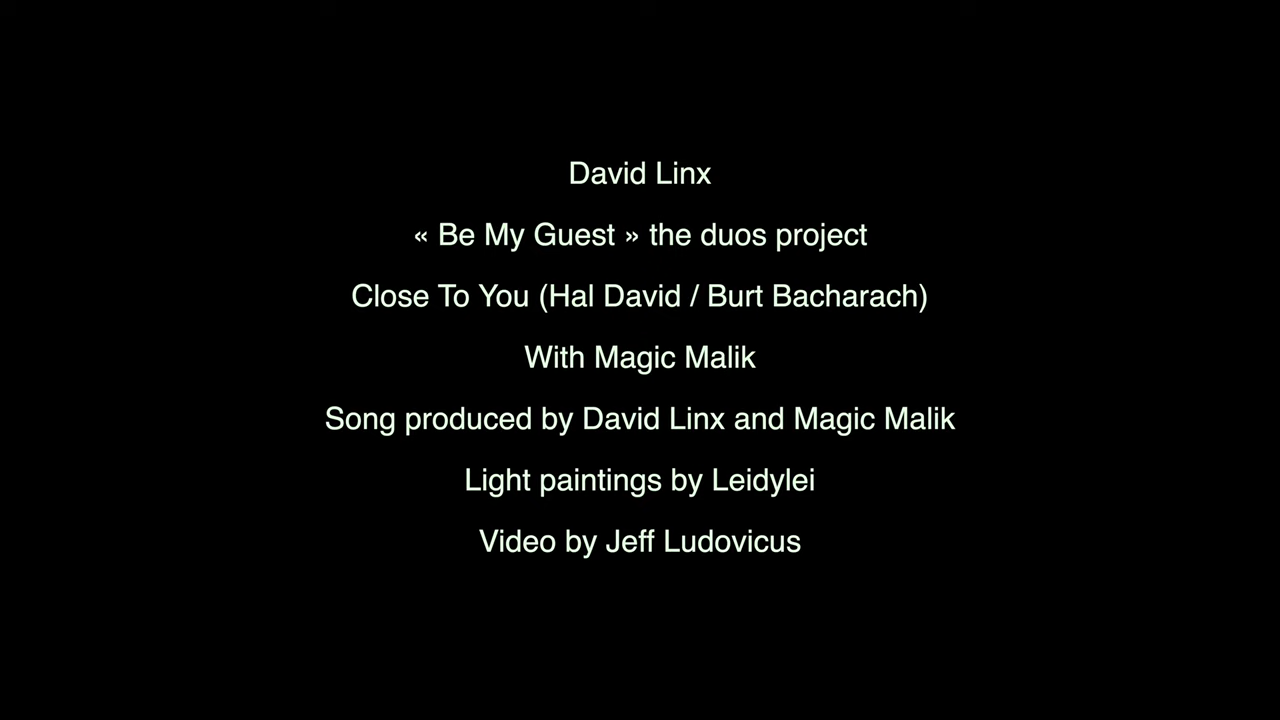 David Linx
« Be My Guest » the duos project
Close To You (Hal David / Burt Bacharach)
With Magic Malik
Song produced by David Linx and Magic Malik
Light paintings by Leidylei
Video by Jeff Ludovicus